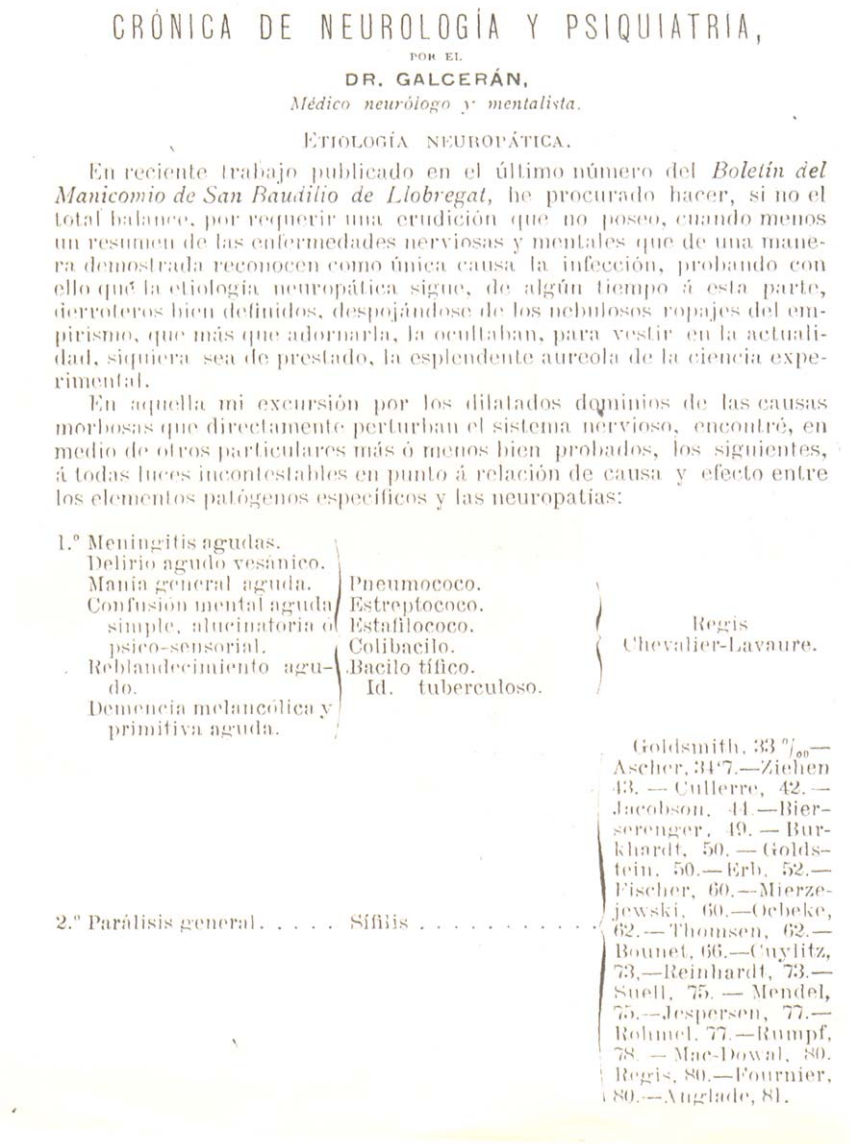 CRÓNICA DE NEUROLOGÍA Y PSIQUIATRIA,
POR EL
DR. GALCERÁN,
Médico neurólogo y mentalista.
ETIOLOGÍA NEUROPÁTICA.
En reciente trabajo publicado en el último número del Boletín del
Manicomio de San Baudilio de Llobregat, he procurado hacer, si no el
total balance, por requerir una erudición que no poseo, cuando menos
un resumen de las enfermedades nerviosas y mentales que de una mane-
ra demostrada reconocen como única causa la infección, probando con
ello que la etiología neuropática sigue, de algún tiempo á esta parte,
derroteros bien definidos, despojándose de los nebulosos ropajes del em-
pirismo, que más que adornarla, la ocultaban, para vestir en la actuali-
dad, siquiera sea de prestado, la esplendente aureola de la ciencia expe-
rimental.
En aquella mi excursión por los dilatados dominios de las causas
morbosas que directamente perturban el sistema nervioso, encontré, en
medio de otros particulares más ó menos bien probados, los siguientes,
á todas luces incontestables en punto á relación de causa y efecto entre
los elementos patógenos específicos y las neuropatías:
1.º Meningitis agudas.
Delirio agudo vesánico.
Manía general aguda.
Confusión mental aguda
simple, alucinatoria ó
psico-sensorial.
Reblandecimiento agu-
do.
Demencia melancólica y
primitiva aguda.
Pneumococo.
Estreptococo.
Estafilococo.
Colibacilo.
Bacilo tífico.
Id. tuberculoso.
Regis
Chevalier-Lavaure.
2.º Parálisis general. . . . . Sífilis . . . . . . . . . . .
Goldsmith, 33 º/₀₀—
Ascher, 34'7.—Ziehen
43. — Cullerre, 42. —
Jacobson, 44.—Bier-
serenger, 49. — Bur-
khardt, 50. — Golds-
tein, 50.—Erb, 52.—
Fischer, 60.—Mierze-
jewski, 60.—Oebeke,
62.—Thomsen, 62.—
Bounet, 66.—Cuylitz,
73,—Reinhardt, 73.—
Suell, 75. — Mendel,
75.—Jespersen, 77.—
Rohmel, 77.—Rumpf,
78. — Mac-Dowal, 80.
Regis, 80.—Fournier,
80.—Anglade, 81.